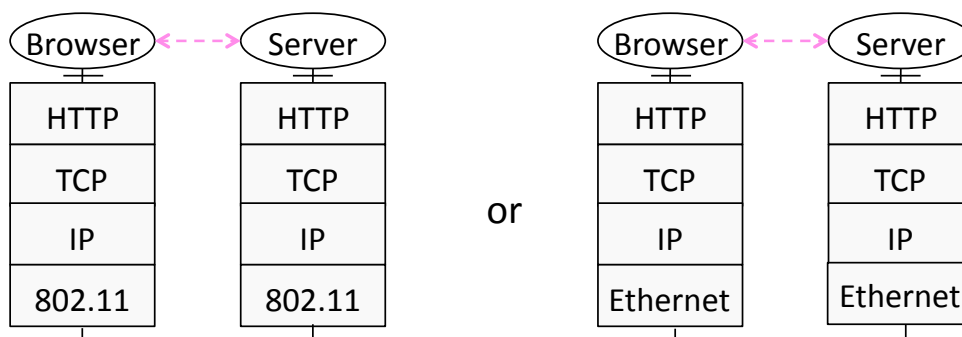 Browser Server Browser Server
HTTP HTTP HTTP HTTP
TCP TCP TCP TCP
or
IP IP IP IP
802.11 802.11 Ethernet Ethernet